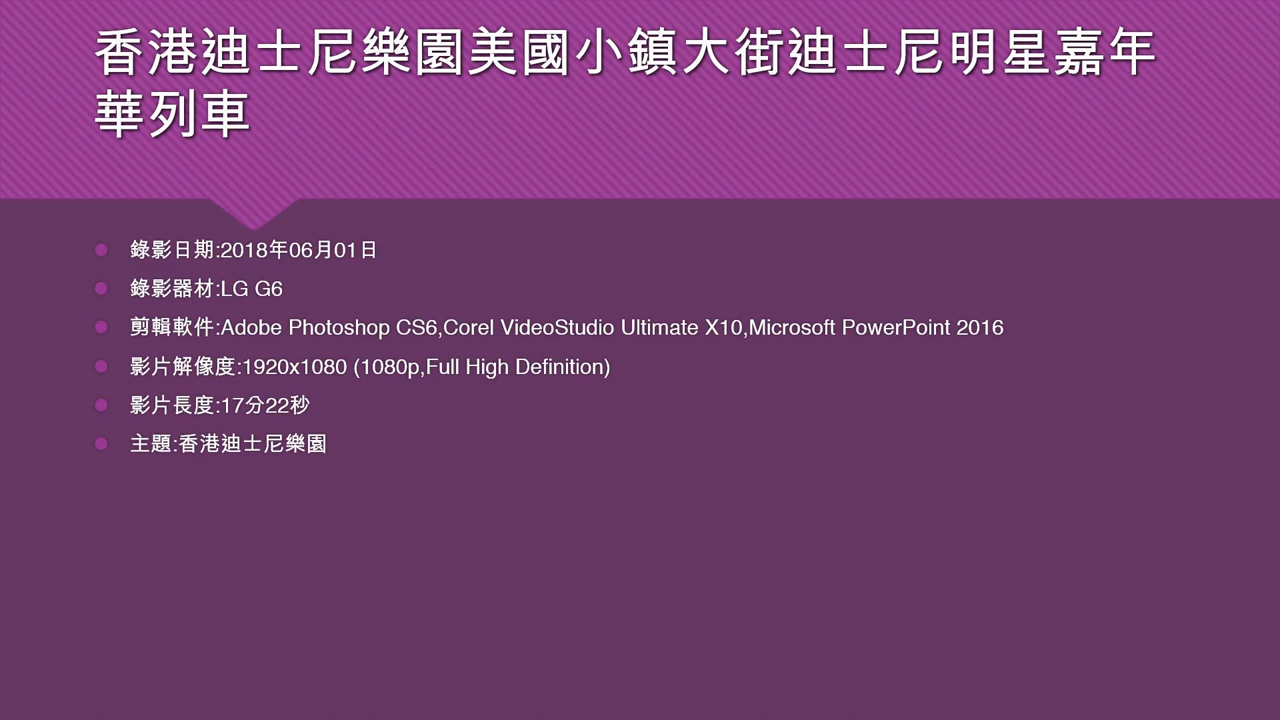 香港迪士尼樂園美國小鎮大街迪士尼明星嘉年
華列車
錄影日期:2018年06月01日
錄影器材:LG G6
剪輯軟件:Adobe Photoshop CS6,Corel VideoStudio Ultimate X10,Microsoft PowerPoint 2016
影片解像度:1920x1080 (1080p,Full High Definition)
影片長度:17分22秒
主題:香港迪士尼樂園